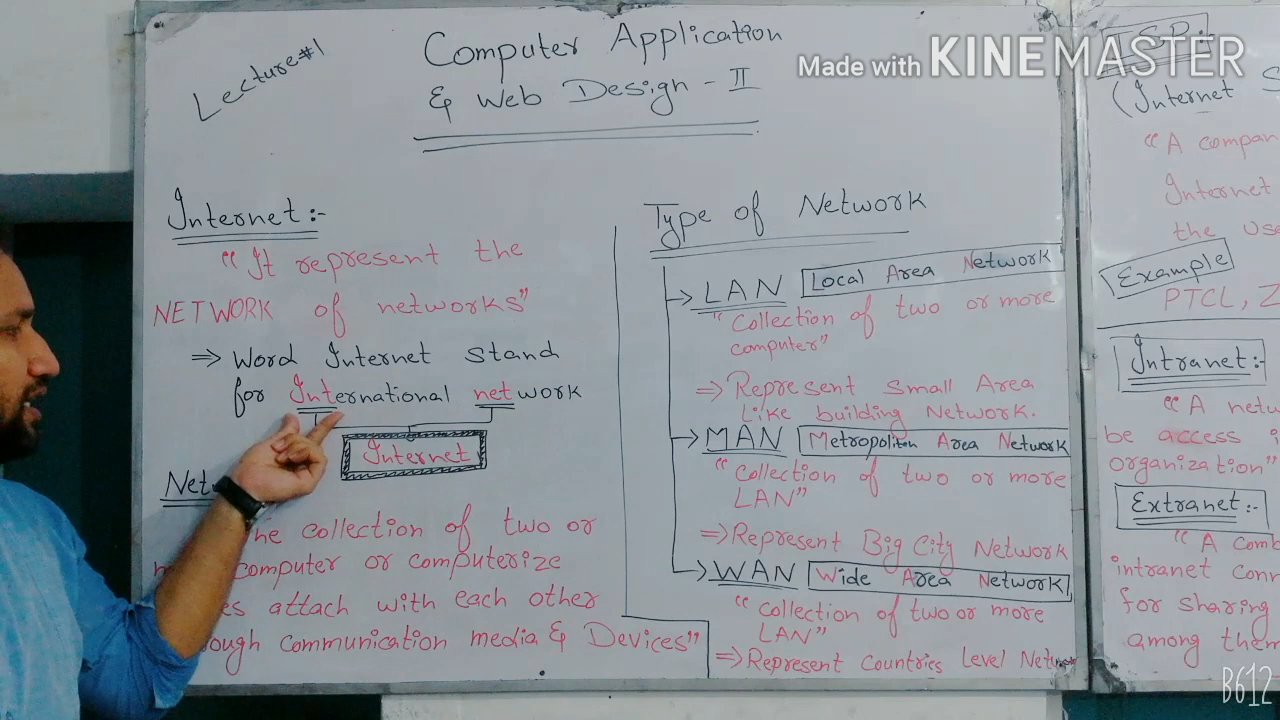 Lecture#1
Computer Application
& Web Design - II
Made with KINEMASTER
Internet:-
"It represent the
NETWORK of networks"
⇒ Word Internet stand
for International network
Internet
Net
The collection of two or
computer or computerize
attach with each other
communication media & Devices"
Type of Network
→ LAN Local Area Network
"Collection of two or more
computer"
⇒ Represent Small Area
Like building Network.
→ MAN Metropoliton Area Network
"Collection of two or more
LAN"
⇒ Represent Big City Network
→ WAN Wide Area Network
"Collection of two or more
LAN"
⇒ Represent Countries Level
I.S.P:-
(Internet S
"A compan
Internet
the use
Example
PTCL, Z
Intranet:-
"A netw
be access i
organization"
Extranet:-
"A comb
intranet conn
for sharing
among them
B612